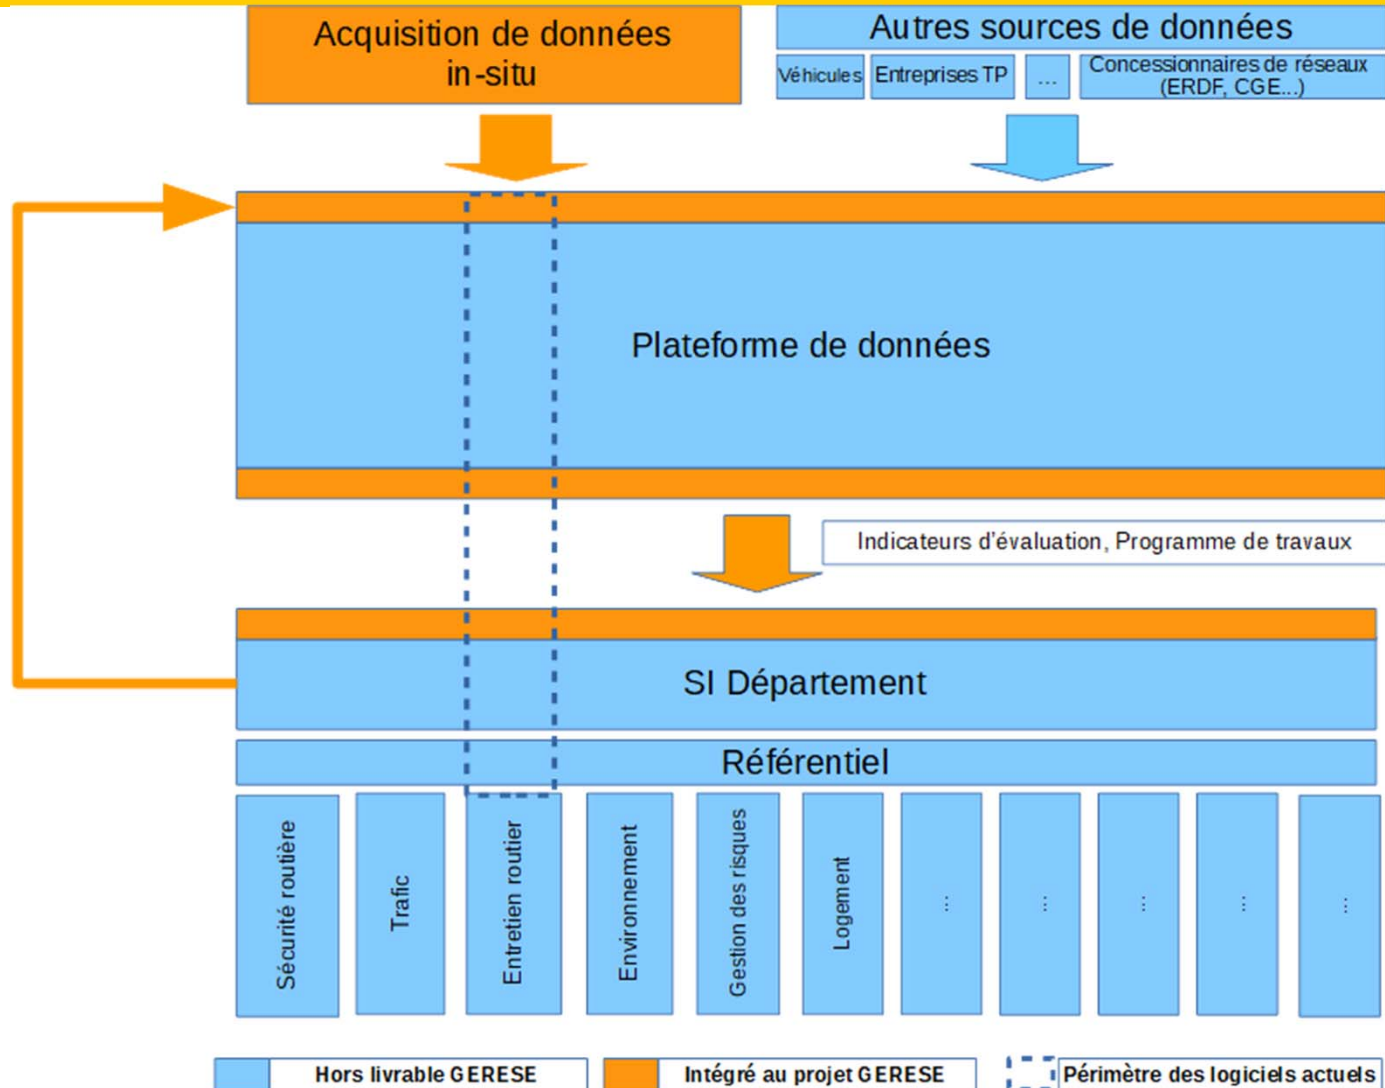 Acquisition de données
in-situ
Autres sources de données
Véhicules
Entreprises TP
...
Concessionnaires de réseaux
(ERDF, CGE...)
Plateforme de données
Indicateurs d'évaluation, Programme de travaux
SI Département
Référentiel
Sécurité routière
Trafic
Entretien routier
Environnement
Gestion des risques
Logement
...
...
...
...
...
Hors livrable GERESE
Intégré au projet GERESE
Périmètre des logiciels actuels